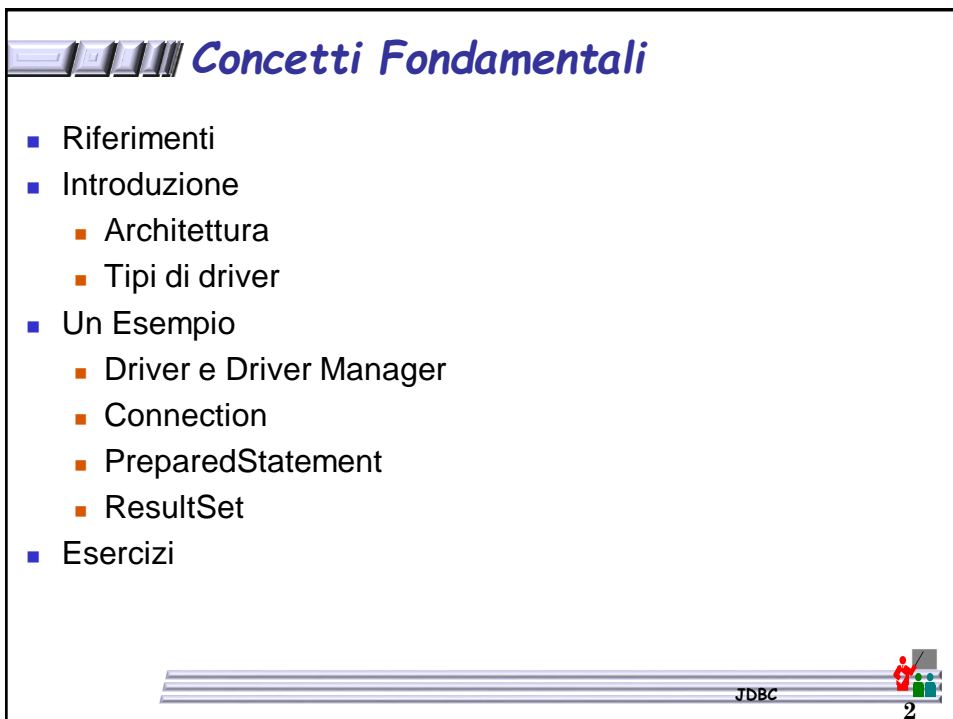 Concetti Fondamentali
Riferimenti
Introduzione
Architettura
Tipi di driver
Un Esempio
Driver e Driver Manager
Connection
PreparedStatement
ResultSet
Esercizi
JDBC
2